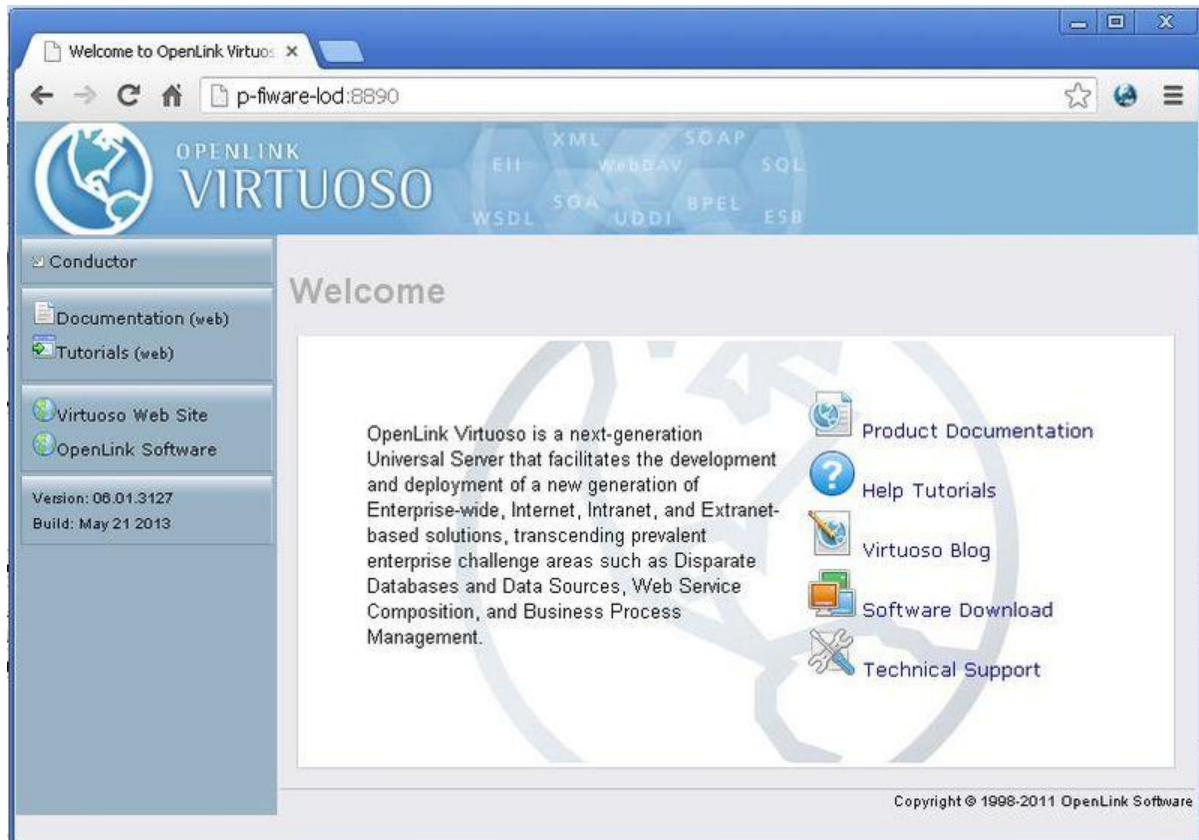 Welcome to OpenLink Virtuos
p-fiware-lod:8890
OPENLINK
VIRTUOSO
XML SOAP
EII WebDAV SQL
SOA BPEL
WSDL UDDI ESB
Conductor
Documentation (web)
Tutorials (web)
Virtuoso Web Site
OpenLink Software
Version: 06.01.3127
Build: May 21 2013
Welcome
OpenLink Virtuoso is a next-generation
Universal Server that facilitates the development
and deployment of a new generation of
Enterprise-wide, Internet, Intranet, and Extranet-
based solutions, transcending prevalent
enterprise challenge areas such as Disparate
Databases and Data Sources, Web Service
Composition, and Business Process
Management.
Product Documentation
Help Tutorials
Virtuoso Blog
Software Download
Technical Support
Copyright © 1998-2011 OpenLink Software